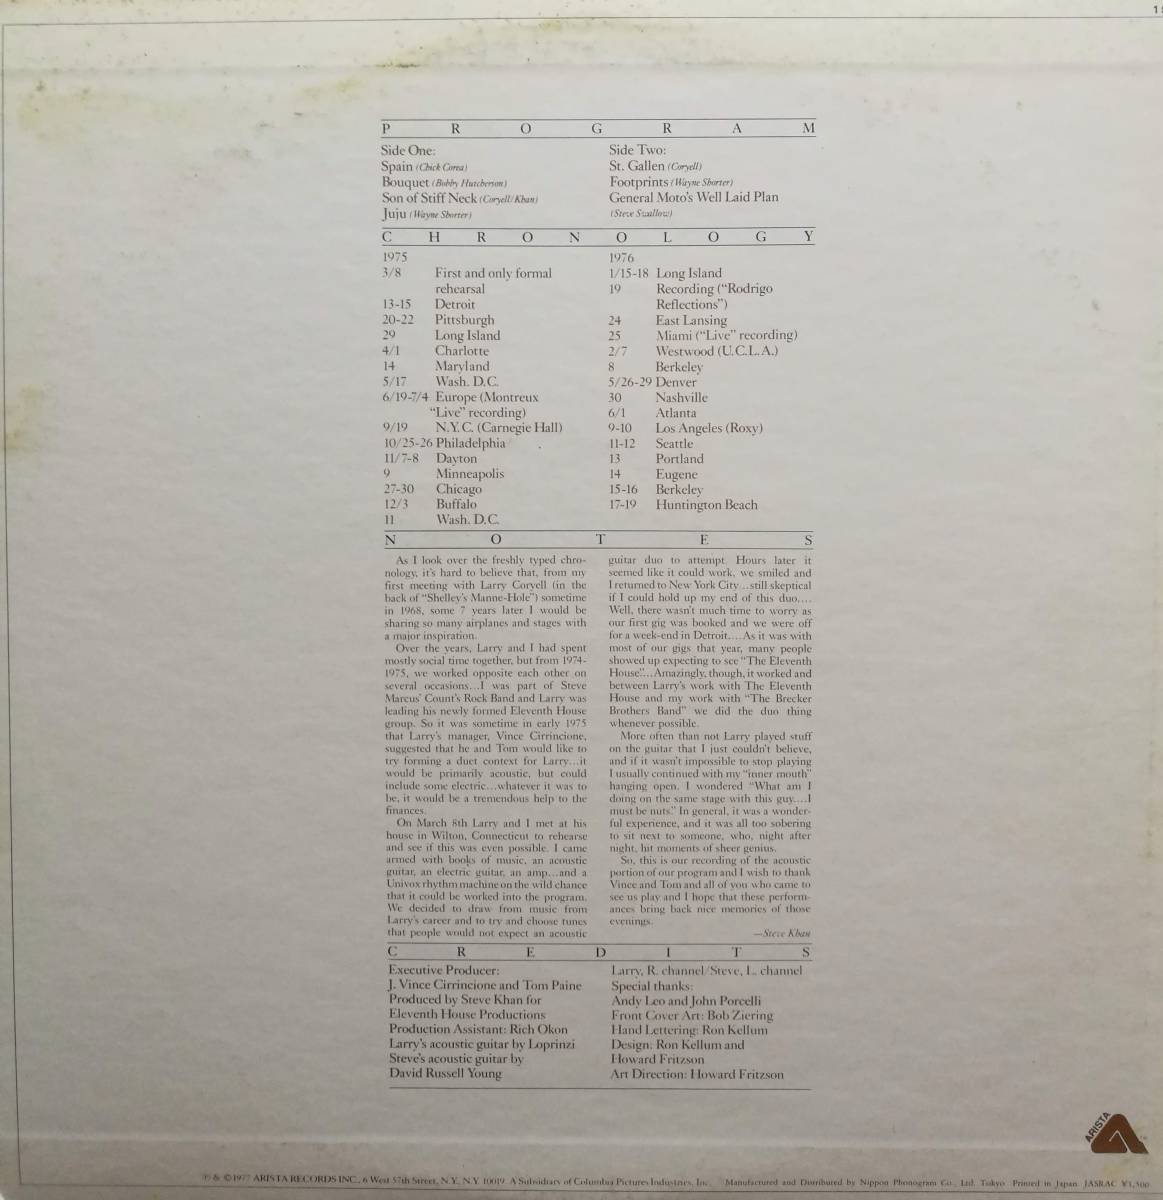 P R O G R A M
Side One:
Spain (Chick Corea)
Bouquet (Bobby Hutcherson)
Son of Stiff Neck (Coryell/Khan)
Juju (Wayne Shorter)
Side Two:
St. Gallen (Coryell)
Footprints (Wayne Shorter)
General Moto's Well Laid Plan
(Steve Swallow)
C H R O N O L O G Y
1975
3/8 First and only formal
rehearsal
13-15 Detroit
20-22 Pittsburgh
29 Long Island
4/1 Charlotte
14 Maryland
5/17 Wash. D.C.
6/19-7/4 Europe (Montreux
"Live" recording)
9/19 N.Y.C. (Carnegie Hall)
10/25-26 Philadelphia
11/7-8 Dayton
9 Minneapolis
27-30 Chicago
12/3 Buffalo
11 Wash. D.C.
1976
1/15-18 Long Island
19 Recording ("Rodrigo
Reflections")
24 East Lansing
25 Miami ("Live" recording)
2/7 Westwood (U.C.L.A.)
8 Berkeley
5/26-29 Denver
30 Nashville
6/1 Atlanta
9-10 Los Angeles (Roxy)
11-12 Seattle
13 Portland
14 Eugene
15-16 Berkeley
17-19 Huntington Beach
N O T E S
As I look over the freshly typed chro-
nology, it's hard to believe that, from my
first meeting with Larry Coryell (in the
back of "Shelley's Manne-Hole") sometime
in 1968, some 7 years later I would be
sharing so many airplanes and stages with
a major inspiration.
Over the years, Larry and I had spent
mostly social time together, but from 1974-
1975, we worked opposite each other on
several occasions...I was part of Steve
Marcus' Count's Rock Band and Larry was
leading his newly formed Eleventh House
group. So it was sometime in early 1975
that Larry's manager, Vince Cirrincione,
suggested that he and Tom would like to
try forming a duet context for Larry...it
would be primarily acoustic, but could
include some electric...whatever it was to
be, it would be a tremendous help to the
finances.
On March 8th Larry and I met at his
house in Wilton, Connecticut to rehearse
and see if this was even possible. I came
armed with books of music, an acoustic
guitar, an electric guitar, an amp...and a
Univox rhythm machine on the wild chance
that it could be worked into the program.
We decided to draw from music from
Larry's career and to try and choose tunes
that people would not expect an acoustic
guitar duo to attempt. Hours later it
seemed like it could work, we smiled and
I returned to New York City...still skeptical
if I could hold up my end of this duo....
Well, there wasn't much time to worry as
our first gig was booked and we were off
for a week-end in Detroit....As it was with
most of our gigs that year, many people
showed up expecting to see "The Eleventh
House"...Amazingly, though, it worked and
between Larry's work with The Eleventh
House and my work with "The Brecker
Brothers Band" we did the duo thing
whenever possible.
More often than not Larry played stuff
on the guitar that I just couldn't believe,
and if it wasn't impossible to stop playing
I usually continued with my "inner mouth"
hanging open. I wondered "What am I
doing on the same stage with this guy....I
must be nuts." In general, it was a wonder-
ful experience, and it was all too sobering
to sit next to someone, who, night after
night, hit moments of sheer genius.
So, this is our recording of the acoustic
portion of our program and I wish to thank
Vince and Tom and all of you who came to
see us play and I hope that these perform-
ances bring back nice memories of those
evenings.
—Steve Khan
C R E D I T S
Executive Producer:
J. Vince Cirrincione and Tom Paine
Produced by Steve Khan for
Eleventh House Productions
Production Assistant: Rich Okon
Larry's acoustic guitar by Loprinzi
Steve's acoustic guitar by
David Russell Young
Larry, R. channel/Steve, L. channel
Special thanks:
Andy Leo and John Porcelli
Front Cover Art: Bob Ziering
Hand Lettering: Ron Kellum
Design: Ron Kellum and
Howard Fritzson
Art Direction: Howard Fritzson
ARISTA
℗ & ©1977 ARISTA RECORDS INC., 6 West 57th Street, N.Y., N.Y. 10019. A Subsidiary of Columbia Pictures Industries, Inc. Manufactured and Distributed by Nippon Phonogram Co., Ltd. Tokyo Printed in Japan JASRAC ¥1,500